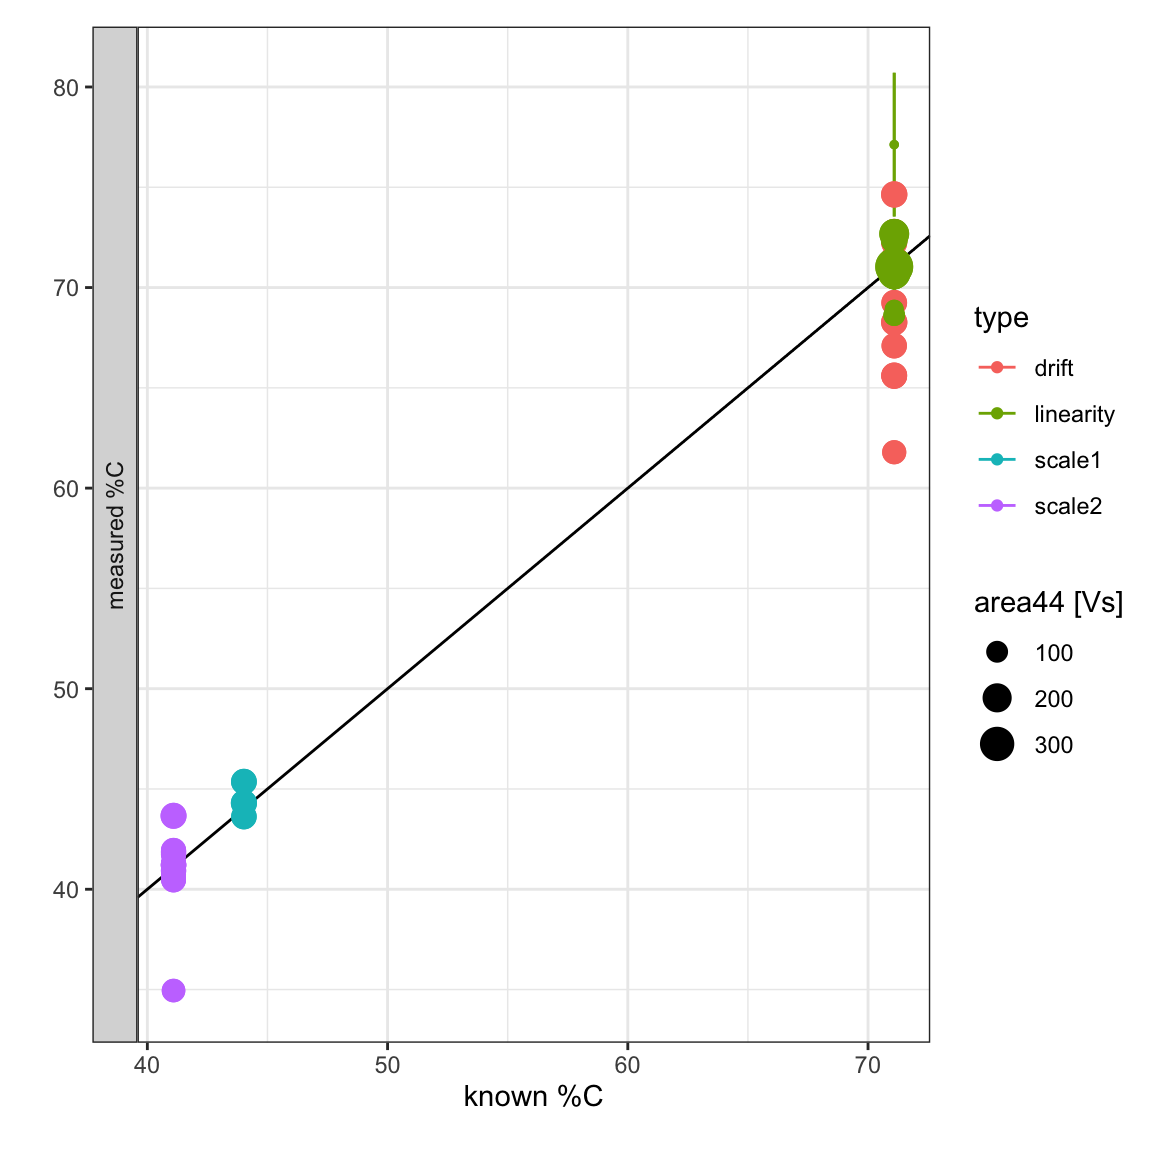 80
70
60
50
40
measured %C
40 50 60 70
known %C
type
drift
linearity
scale1
scale2
area44 [Vs]
100
200
300